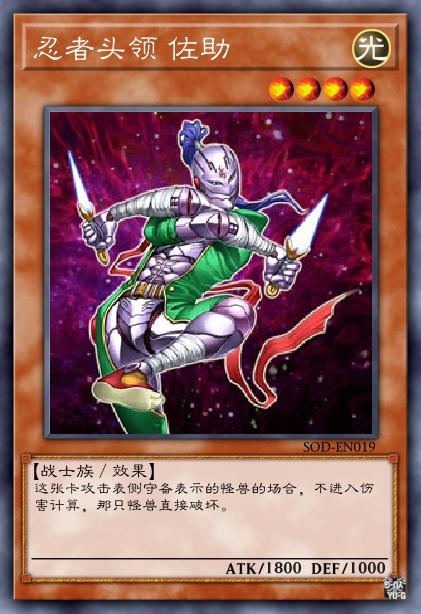 忍者头领 佐助
光
SOD-EN019
【战士族 / 效果】
这张卡攻击表侧守备表示的怪兽的场合，不进入伤
害计算，那只怪兽直接破坏。
ATK/1800 DEF/1000